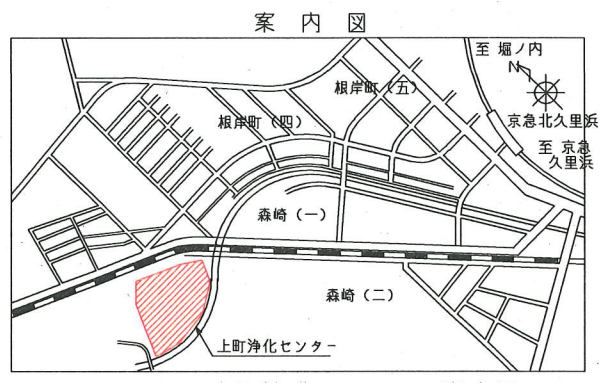 案内図
至 堀ノ内
N
根岸町（五）
京急北久里浜
根岸町（四）
至 京急
久里浜
森崎（一）
森崎（二）
上町浄化センター